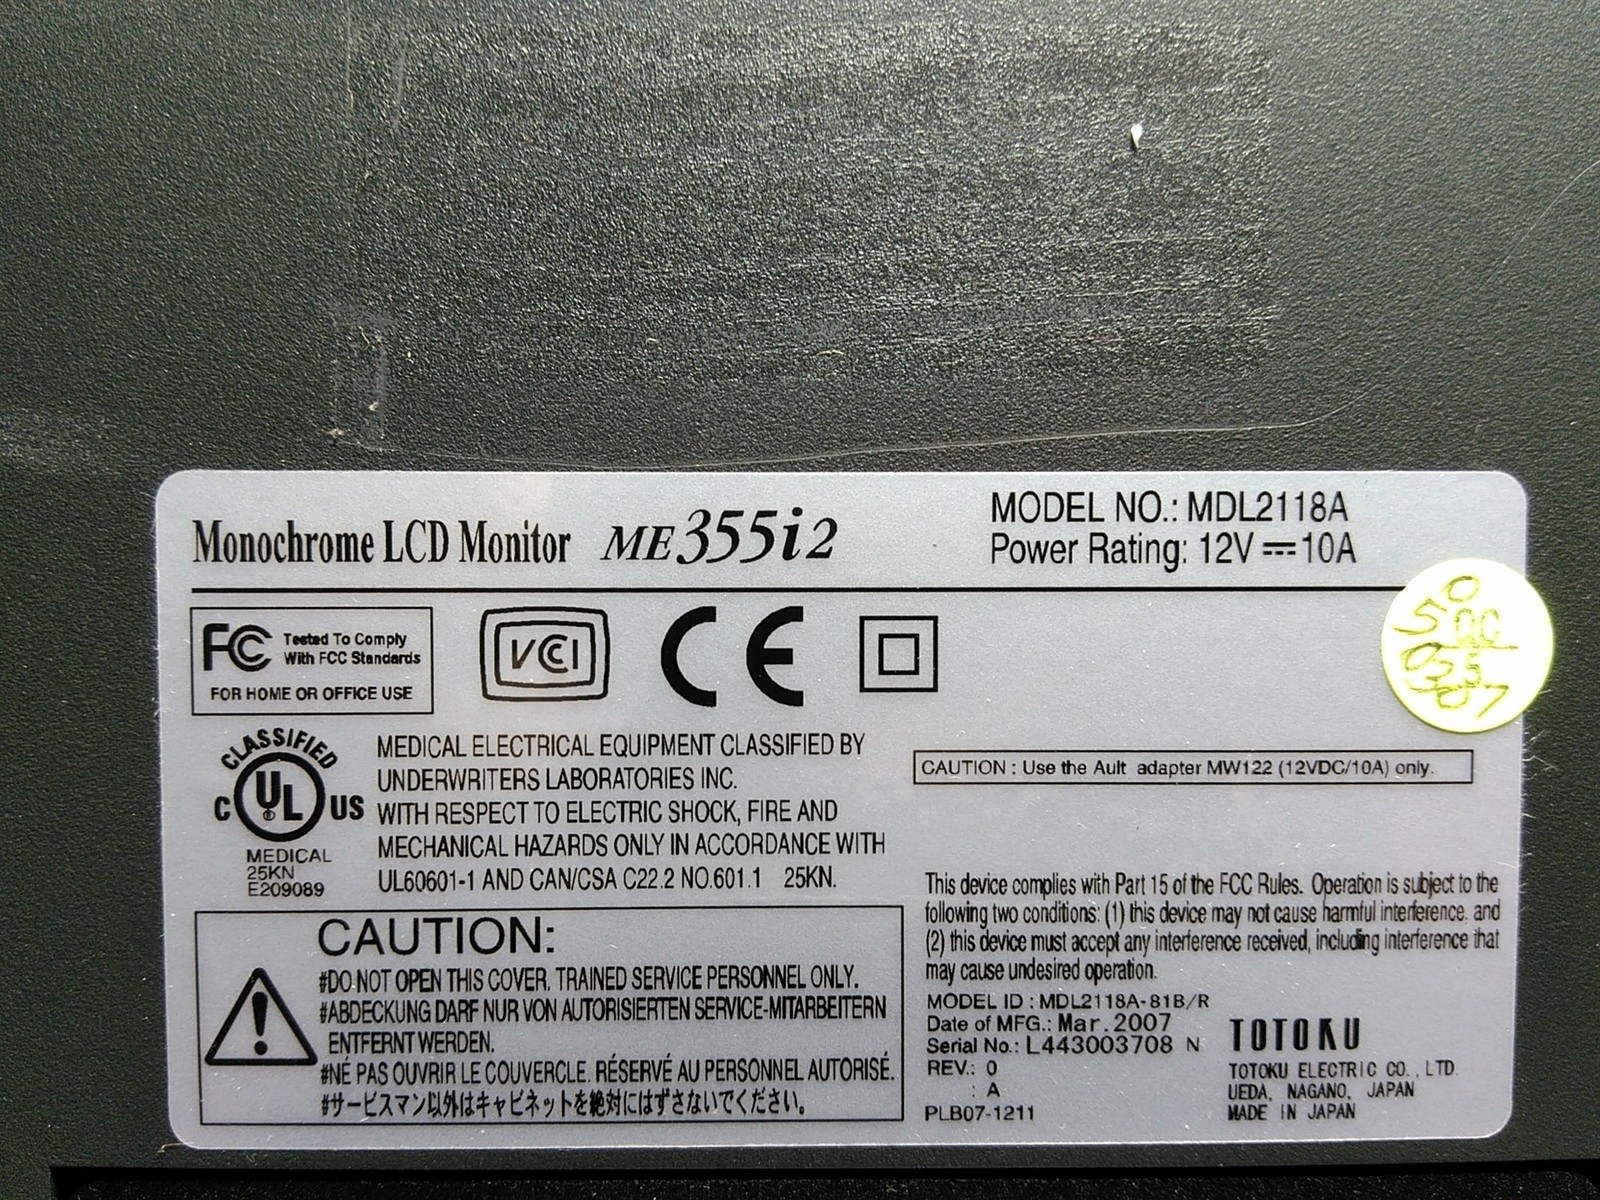 Monochrome LCD Monitor ME355i2
MODEL NO.: MDL2118A
Power Rating: 12V ⎓ 10A
FC Tested To Comply
With FCC Standards
FOR HOME OR OFFICE USE
VCCI
CE
CLASSIFIED
C UL US
MEDICAL
25KN
E209089
MEDICAL ELECTRICAL EQUIPMENT CLASSIFIED BY
UNDERWRITERS LABORATORIES INC.
WITH RESPECT TO ELECTRIC SHOCK, FIRE AND
MECHANICAL HAZARDS ONLY IN ACCORDANCE WITH
UL60601-1 AND CAN/CSA C22.2 NO.601.1 25KN.
CAUTION : Use the Ault adapter MW122 (12VDC/10A) only.
CAUTION:
#DO NOT OPEN THIS COVER. TRAINED SERVICE PERSONNEL ONLY.
#ABDECKUNG DARF NUR VON AUTORISIERTEN SERVICE-MITARBEITERN
ENTFERNT WERDEN.
#NÉ PAS OUVRIR LE COUVERCLE. RÉSERVÉ AU PERSONNEL AUTORISÉ.
#サービスマン以外はキャビネットを絶対にはずさないでください。
This device complies with Part 15 of the FCC Rules. Operation is subject to the
following two conditions: (1) this device may not cause harmful interference. and
(2) this device must accept any interference received, including interference that
may cause undesired operation.
MODEL ID : MDL2118A-81B/R
Date of MFG.: Mar. 2007
Serial No.: L443003708 N
REV.: 0
: A
PLB07-1211
TOTOKU
TOTOKU ELECTRIC CO., LTD.
UEDA, NAGANO, JAPAN
MADE IN JAPAN